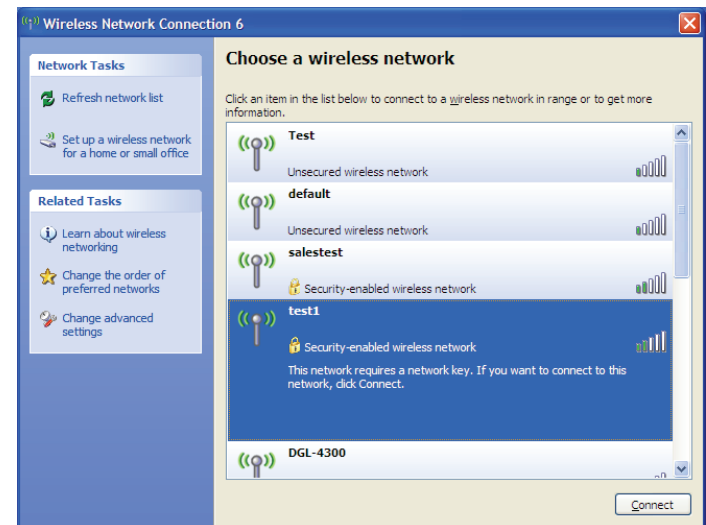 Wireless Network Connection 6
Network Tasks
Refresh network list
Set up a wireless network
for a home or small office
Related Tasks
Learn about wireless
networking
Change the order of
preferred networks
Change advanced
settings
Choose a wireless network
Click an item in the list below to connect to a wireless network in range or to get more
information.
Test
Unsecured wireless network
default
Unsecured wireless network
salestest
Security-enabled wireless network
test1
Security-enabled wireless network
This network requires a network key. If you want to connect to this
network, click Connect.
DGL-4300
Connect